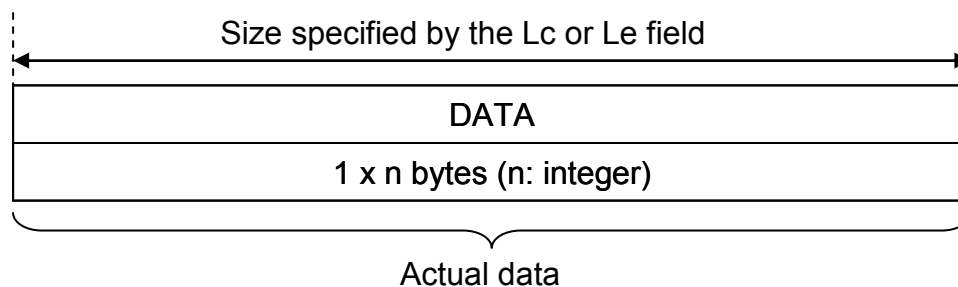 Size specified by the Lc or Le field
DATA
1 x n bytes (n: integer)
Actual data